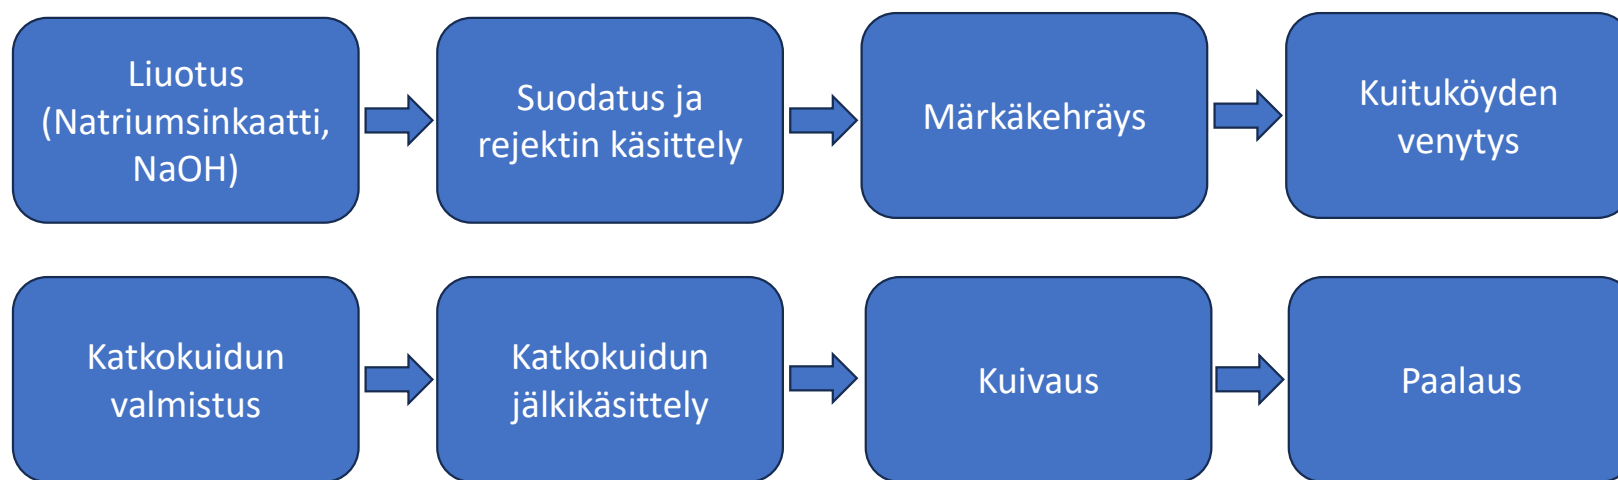 Liuotus
(Natriumsinkaatti,
NaOH)
Suodatus ja
rejektin käsittely
Märkäkehräys
Kuituköyden
venytys
Katkokuidun
valmistus
Katkokuidun
jälkikäsittely
Kuivaus
Paalaus